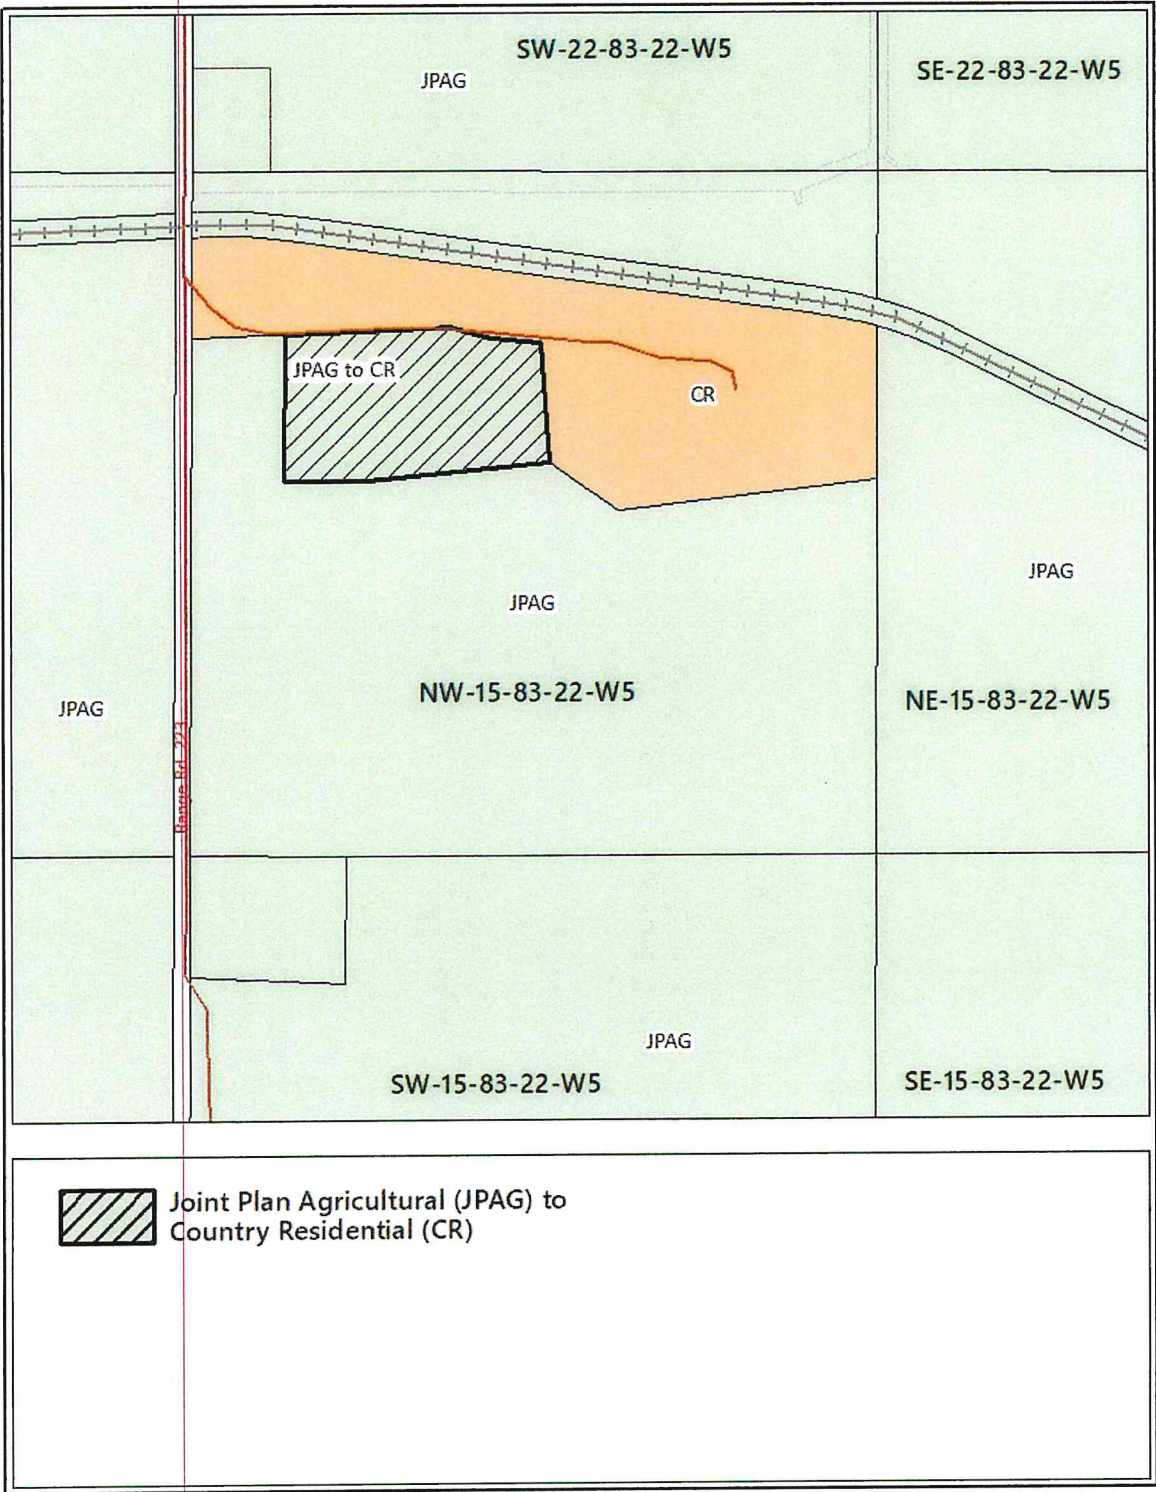 SW-22-83-22-W5
SE-22-83-22-W5
JPAG
JPAG to CR
CR
JPAG
JPAG
NW-15-83-22-W5
NE-15-83-22-W5
JPAG
Range Rd 223
JPAG
SW-15-83-22-W5
SE-15-83-22-W5
Joint Plan Agricultural (JPAG) to
Country Residential (CR)